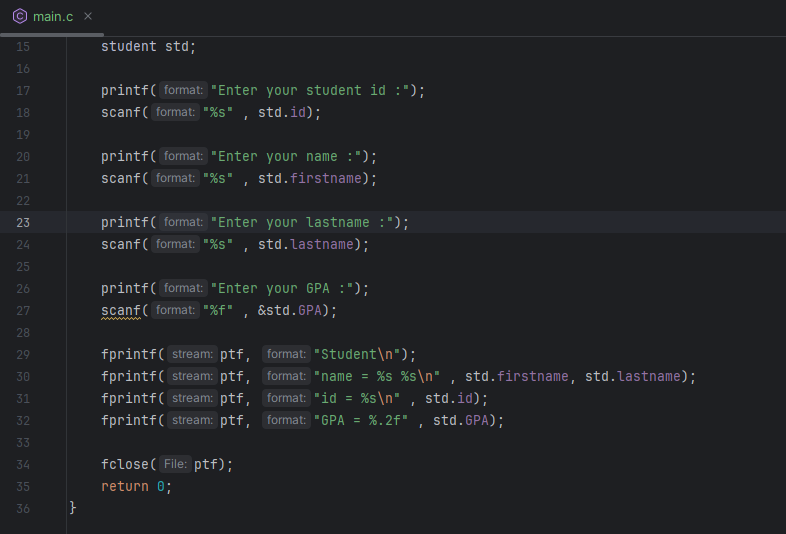 main.c ×
15 student std;
16
17 printf( format: "Enter your student id :");
18 scanf( format: "%s" , std.id);
19
20 printf( format: "Enter your name :");
21 scanf( format: "%s" , std.firstname);
22
23 printf( format: "Enter your lastname :");
24 scanf( format: "%s" , std.lastname);
25
26 printf( format: "Enter your GPA :");
27 scanf( format: "%f" , &std.GPA);
28
29 fprintf( stream: ptf, format: "Student\n");
30 fprintf( stream: ptf, format: "name = %s %s\n" , std.firstname, std.lastname);
31 fprintf( stream: ptf, format: "id = %s\n" , std.id);
32 fprintf( stream: ptf, format: "GPA = %.2f" , std.GPA);
33
34 fclose( File: ptf);
35 return 0;
36 }